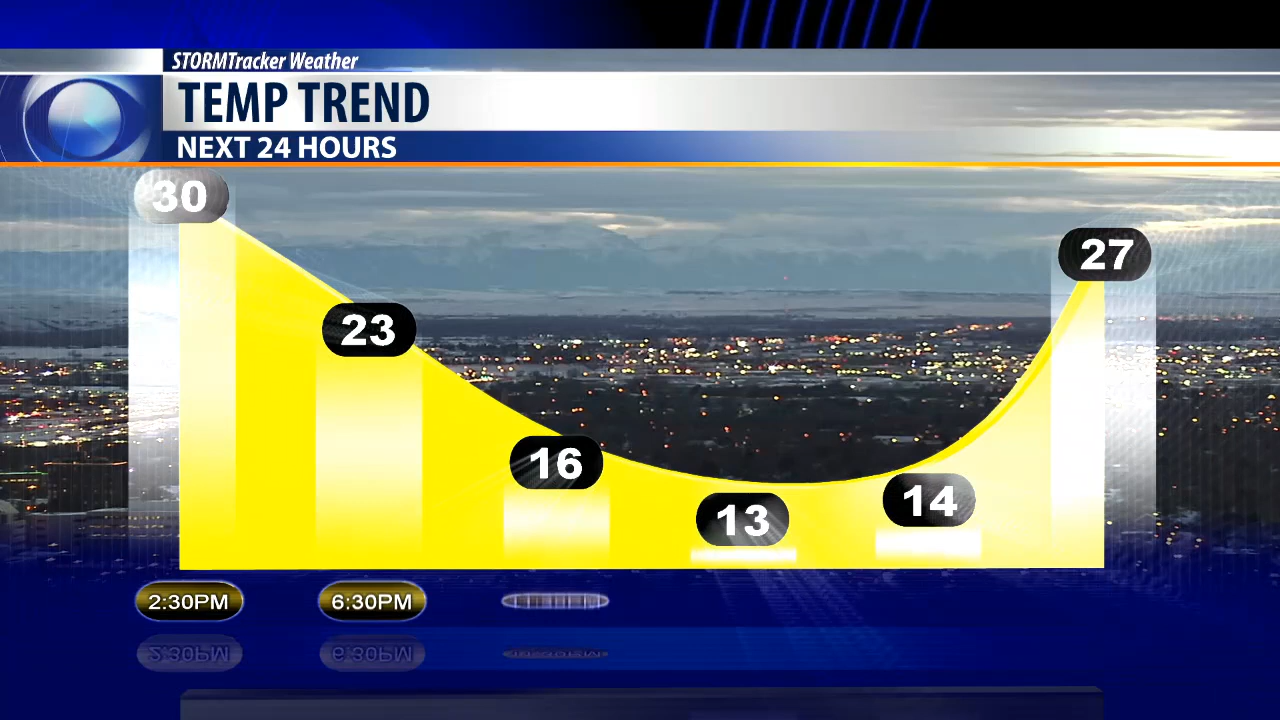 STORMTracker Weather
TEMP TREND
NEXT 24 HOURS
30
23
16
13
14
27
2:30PM
6:30PM